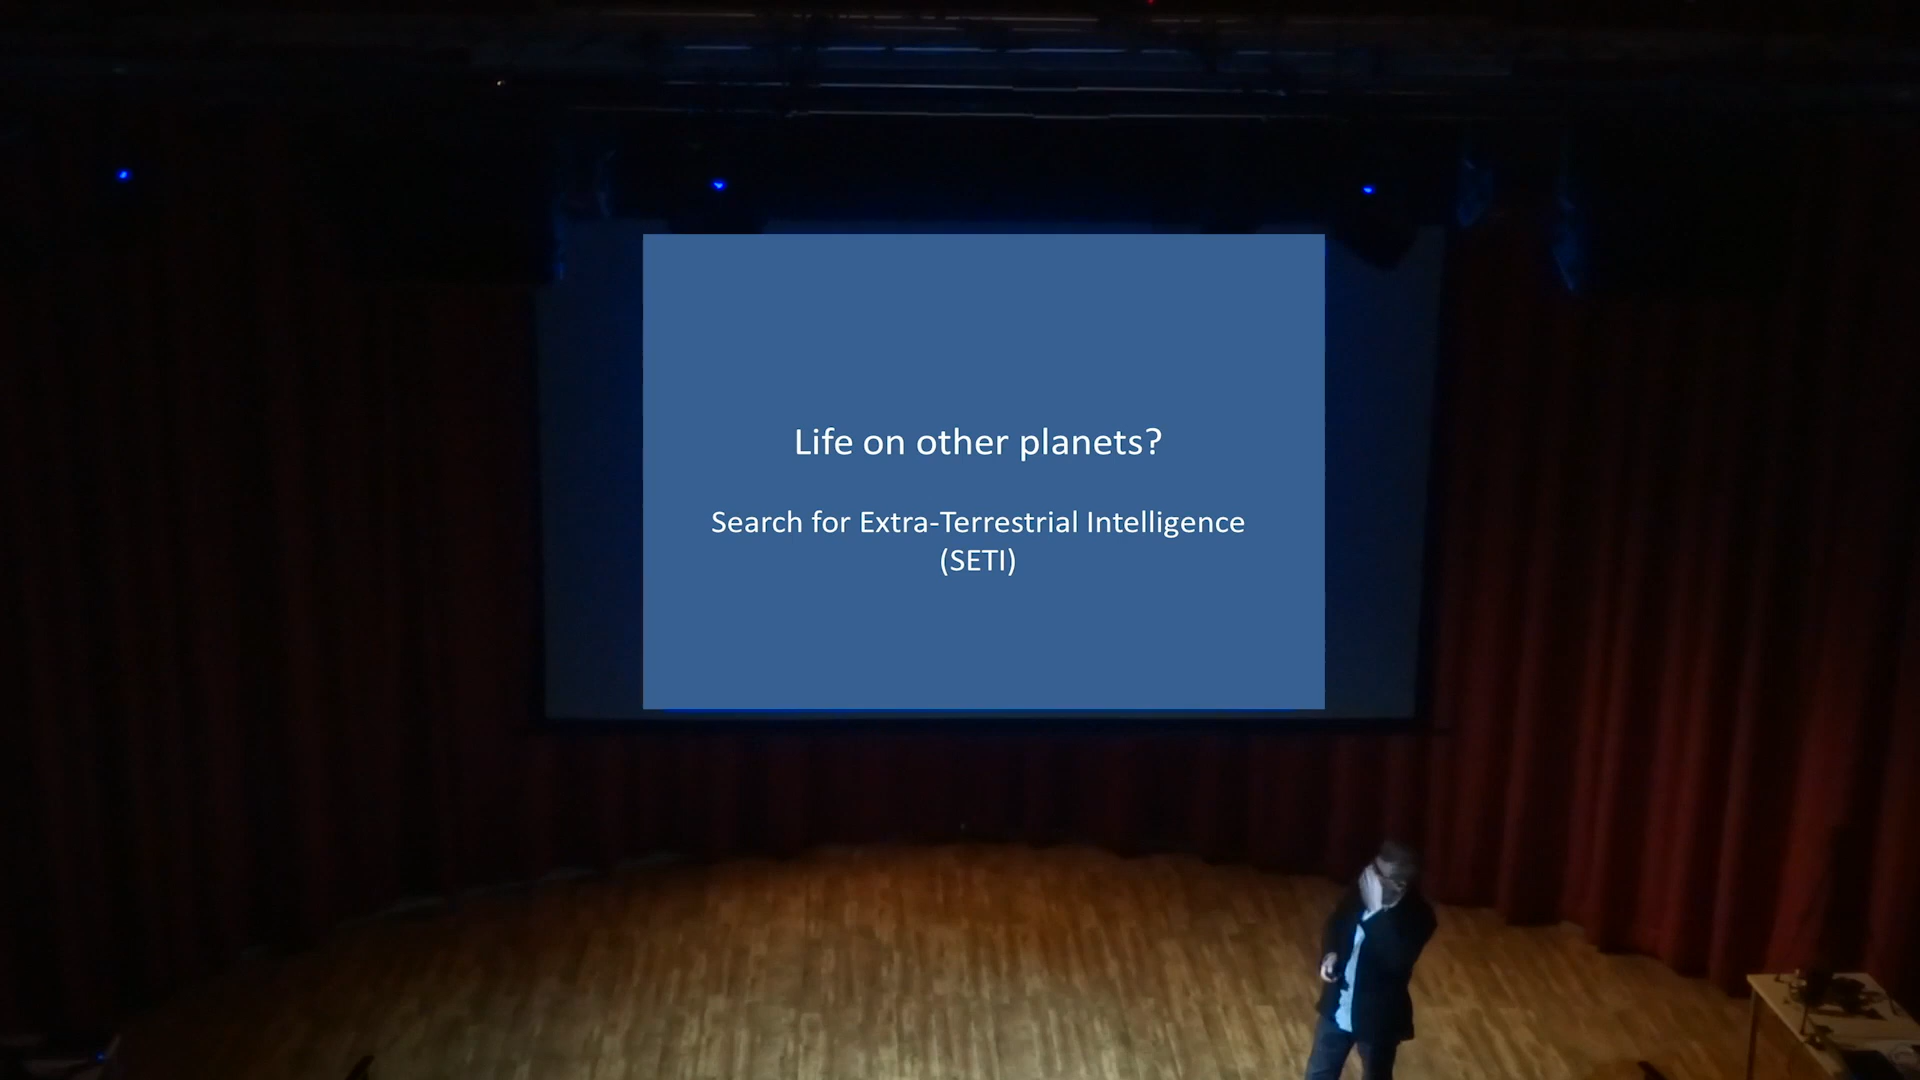 Life on other planets?
Search for Extra-Terrestrial Intelligence
(SETI)